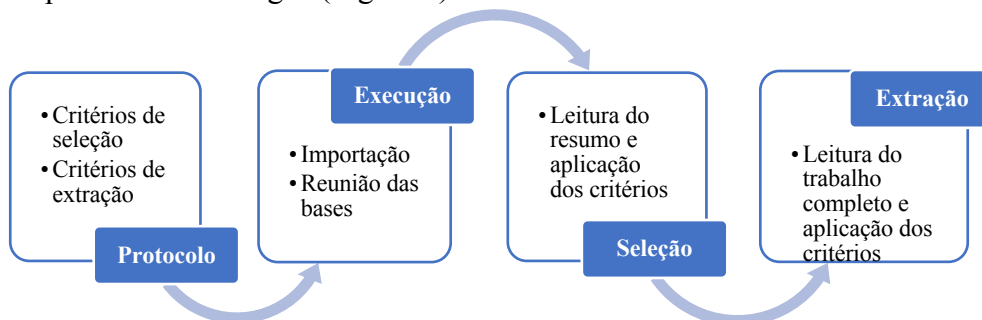 • Critérios de
seleção
• Critérios de
extração
Protocolo
Execução
• Importação
• Reunião das
bases
• Leitura do
resumo e
aplicação
dos critérios
Seleção
Extração
• Leitura do
trabalho
completo e
aplicação dos
critérios